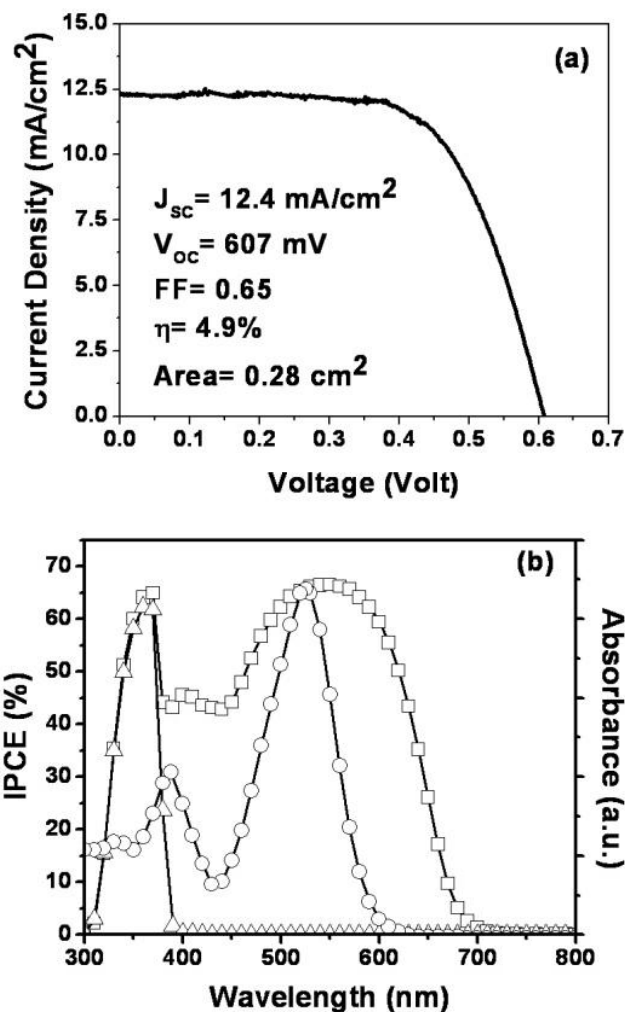 15.0
12.5
10.0
7.5
5.0
2.5
0.0
Current Density (mA/cm²)
(a)
J_SC= 12.4 mA/cm²
V_OC= 607 mV
FF= 0.65
η= 4.9%
Area= 0.28 cm²
0.0 0.1 0.2 0.3 0.4 0.5 0.6 0.7
Voltage (Volt)
(b)
70
60
50
40
30
20
10
0
IPCE (%)
Absorbance (a.u.)
300 400 500 600 700 800
Wavelength (nm)